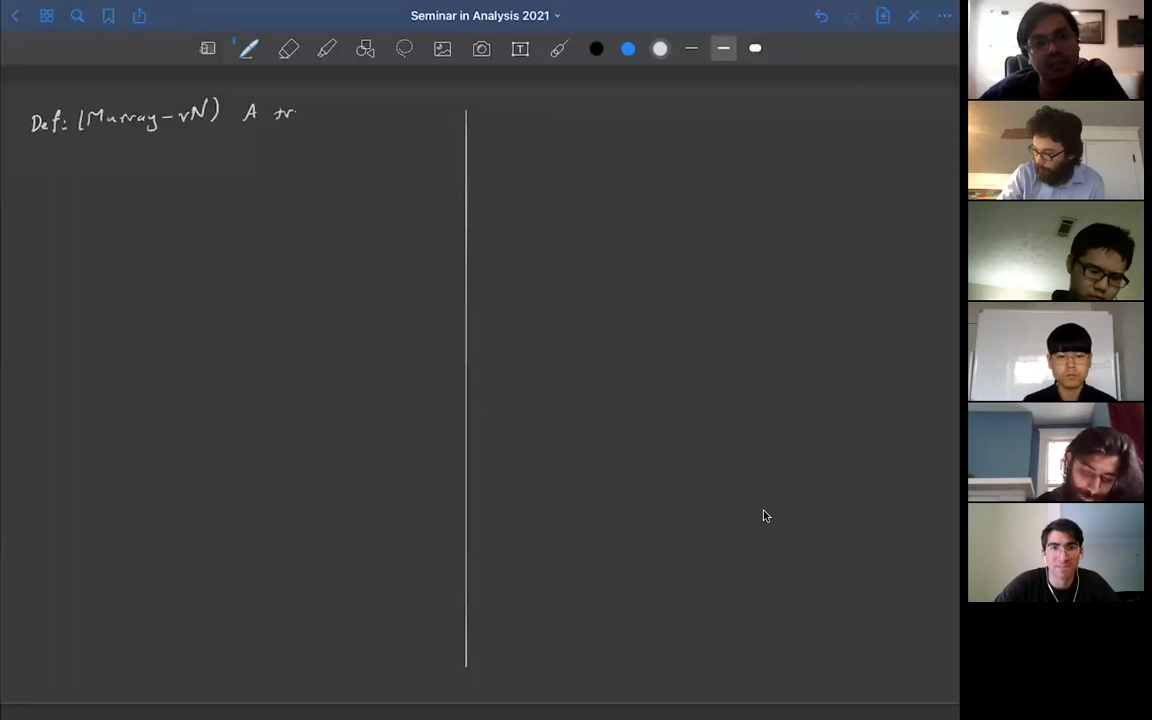 Seminar in Analysis 2021
Def: (Murray-vN) A tr